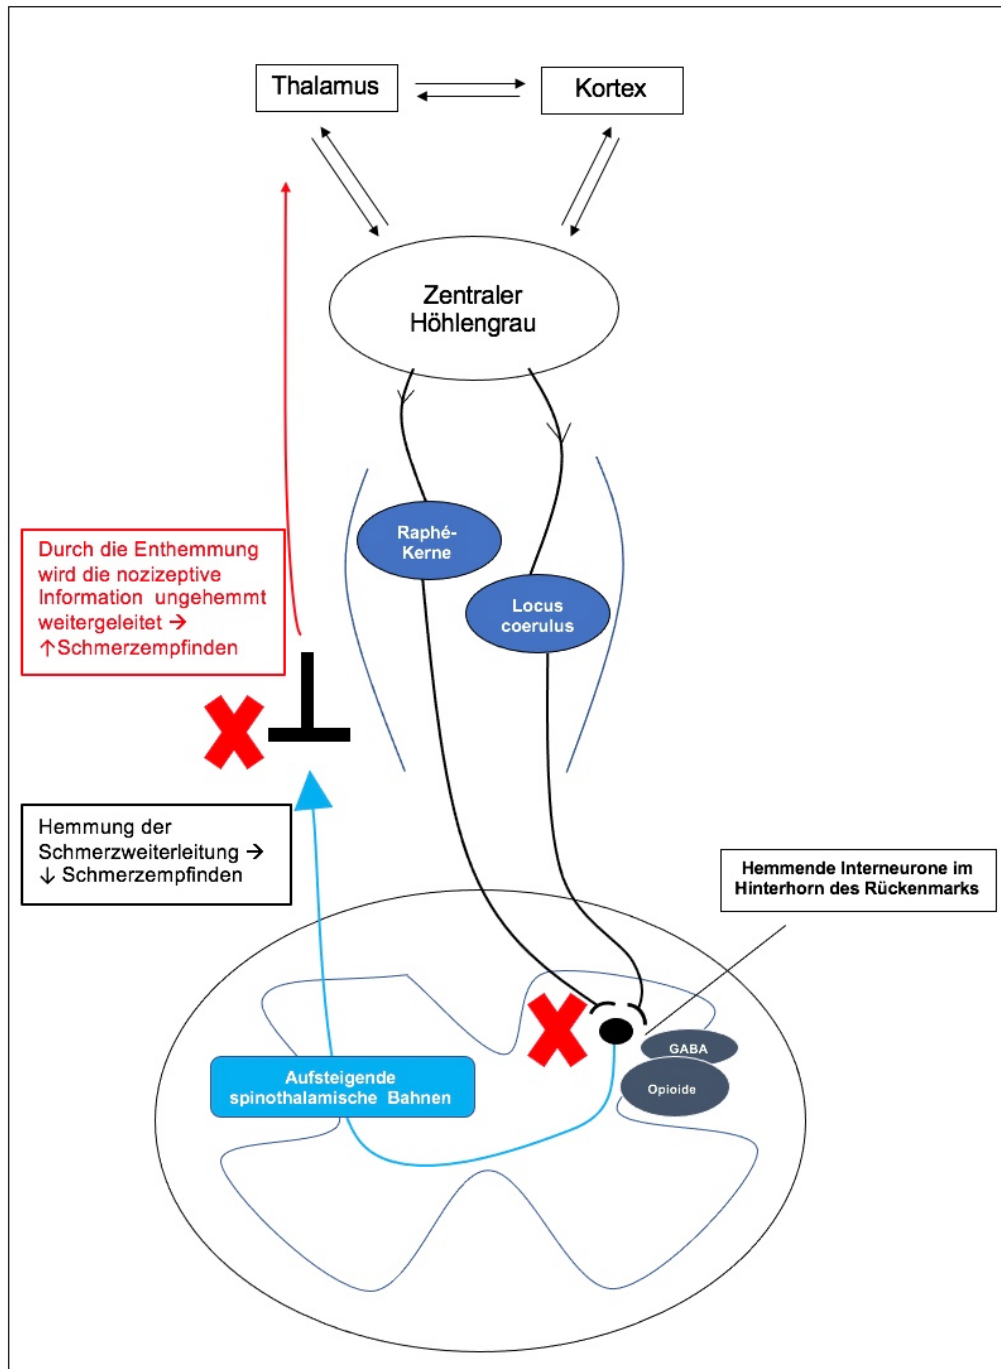 Thalamus
Kortex
Zentraler
Höhlengrau
Raphé-
Kerne
Locus
coerulus
Durch die Enthemmung
wird die nozizeptive
Information ungehemmt
weitergeleitet →
↑Schmerzempfinden
Hemmung der
Schmerzweiterleitung →
↓ Schmerzempfinden
Hemmende Interneurone im
Hinterhorn des Rückenmarks
GABA
Opioide
Aufsteigende
spinothalamische Bahnen